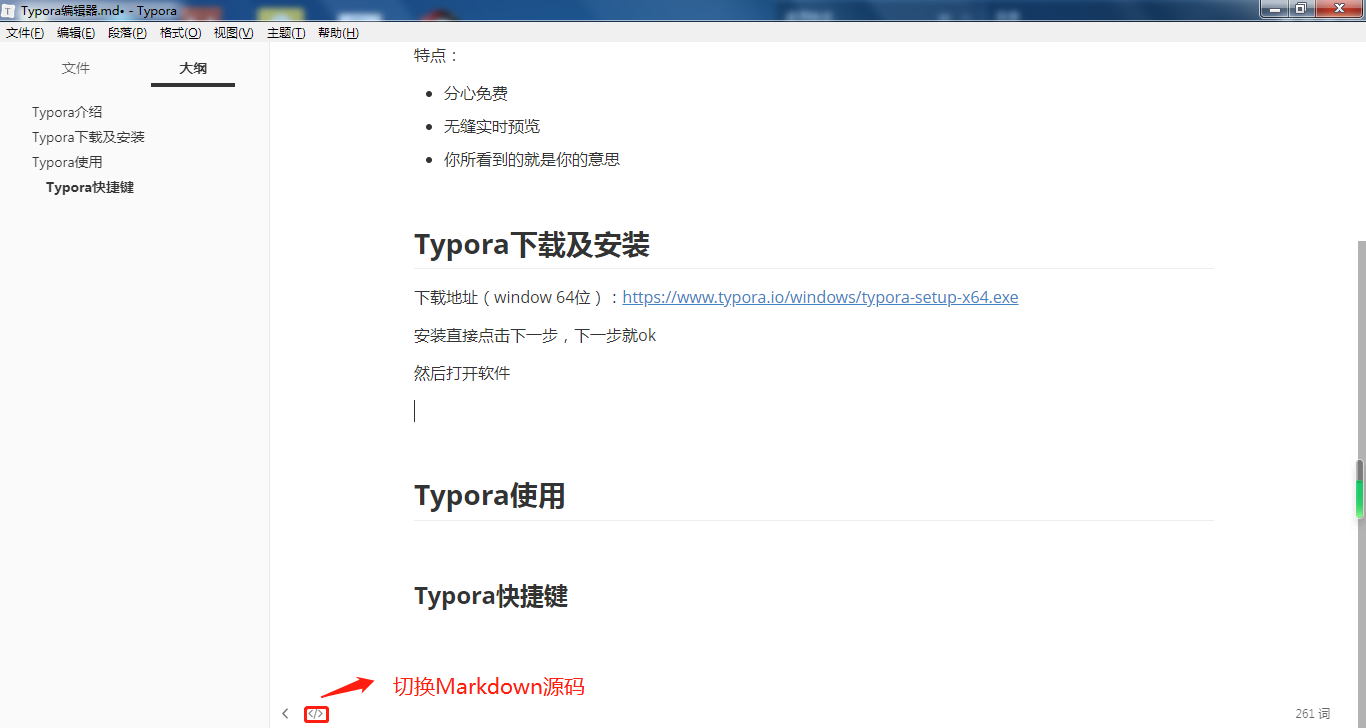 Typora编辑器.md• - Typora
文件(F) 编辑(E) 段落(P) 格式(O) 视图(V) 主题(T) 帮助(H)
文件 大纲
Typora介绍
Typora下载及安装
Typora使用
Typora快捷键
特点：
• 分心免费
• 无缝实时预览
• 你所看到的就是你的意思
Typora下载及安装
下载地址（window 64位）：https://www.typora.io/windows/typora-setup-x64.exe
安装直接点击下一步，下一步就ok
然后打开软件
Typora使用
Typora快捷键
切换Markdown源码
</> 261 词